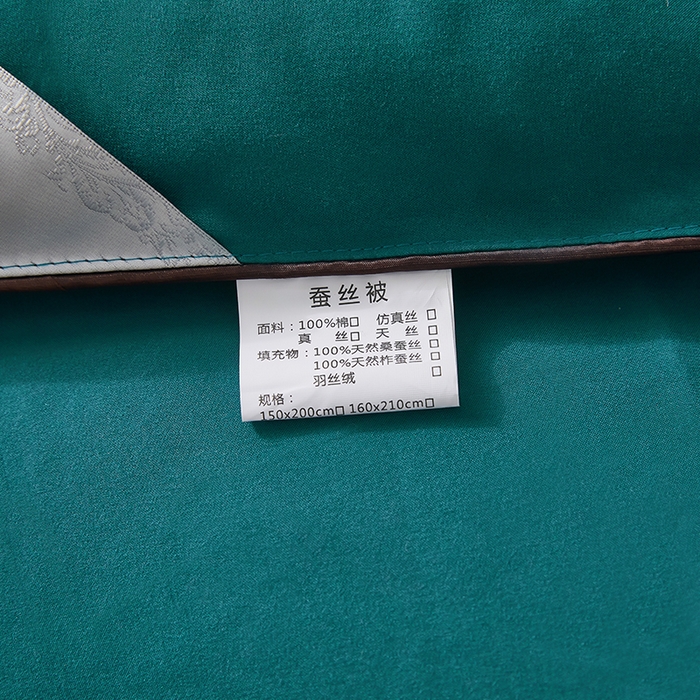 蚕丝被
面料：100%棉□ 仿真丝□
真 丝□ 天 丝□
填充物：100%天然桑蚕丝□
100%天然柞蚕丝□
羽丝绒 □
规格：
150x200cm□ 160x210cm□